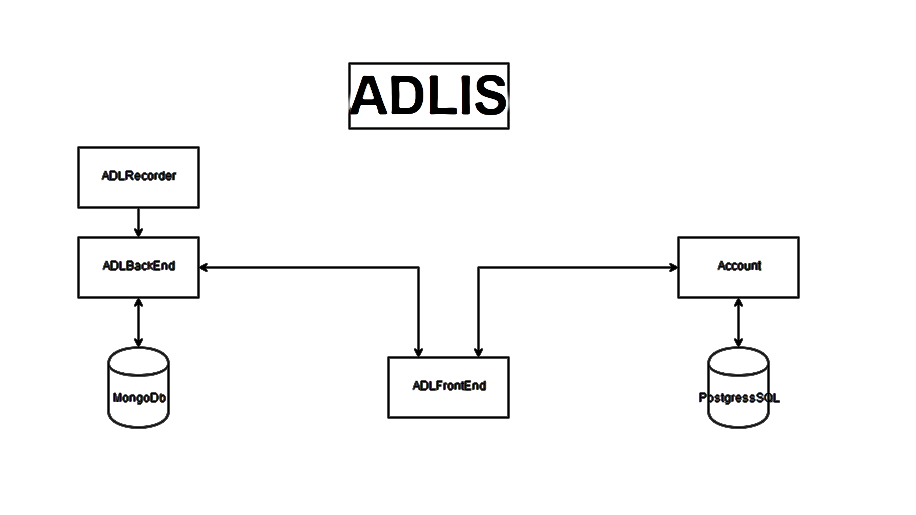 ADLIS
ADLRecorder
ADLBackEnd
Account
ADLFrontEnd
MongoDb
PostgressSQL